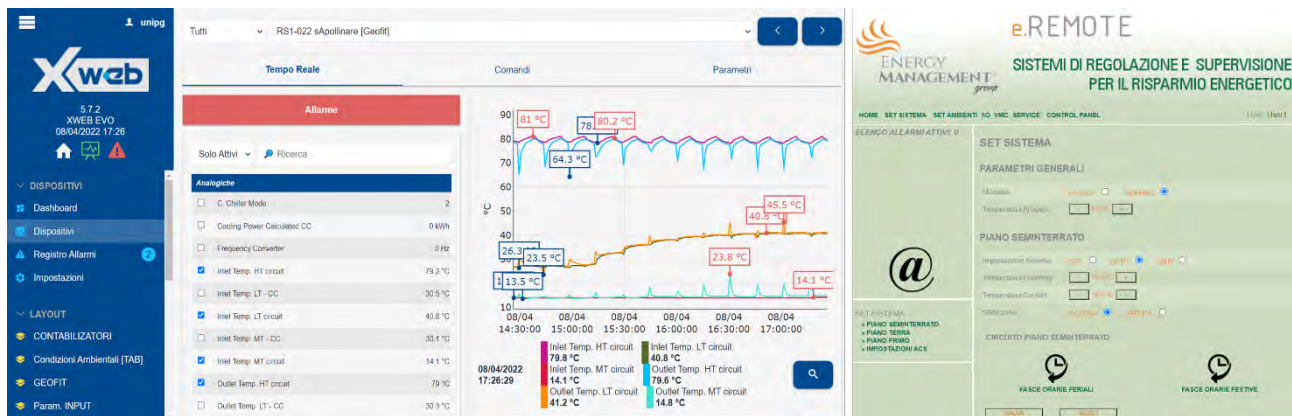 unipg
Xweb
5.7.2
XWEB EVO
08/04/2022 17:26
DISPOSITIVI
Dashboard
Dispositivi
Registro Allarmi 2
Impostazioni
LAYOUT
CONTABILIZATORI
Condizioni Ambientali [TAB]
GEOFIT
Param. INPUT
Tutti
RS1-022 sApollinare [Geofit]
Tempo Reale
Comandi
Parametri
Allarme
Solo Attivi
Ricerca
Analogiche
C. Chiller Mode 2
Cooling Power Calculated CC 0 kWh
Frequency Converter 0 Hz
Inlet Temp. HT circuit 79.2 °C
Inlet Temp. LT - CC 30.5 °C
Inlet Temp. LT circuit 40.8 °C
Inlet Temp. MT - CC 30.1 °C
Inlet Temp. MT circuit 14.1 °C
Outlet Temp. HT circuit 79 °C
Outlet Temp. LT - CC 30.3 °C
°C
90
80
70
60
50
40
10
81 °C
78.
80.2 °C
64.3 °C
45.5 °C
40.8 °C
26.3
23.5 °C
23.8 °C
13.5 °C
14.1 °C
08/04 08/04 08/04 08/04 08/04 08/04
14:30:00 15:00:00 15:30:00 16:00:00 16:30:00 17:00:00
08/04/2022
17:26:29
Inlet Temp. HT circuit
79.8 °C
Inlet Temp. LT circuit
40.8 °C
Inlet Temp. MT circuit
14.1 °C
Outlet Temp. HT circuit
79.6 °C
Outlet Temp. LT circuit
41.2 °C
Outlet Temp. MT circuit
14.8 °C
ENERGY
MANAGEMENT
group
e.REMOTE
SISTEMI DI REGOLAZIONE E SUPERVISIONE
PER IL RISPARMIO ENERGETICO
HOME SET SISTEMA SET AMBIENTI IO VMC SERVICE CONTROL PANEL
User: User1
ELENCO ALLARMI ATTIVI: 0
@
SET SISTEMA
PIANO SEMINTERRATO
PIANO TERRA
PIANO PRIMO
IMPOSTAZIONI ACS
SET SISTEMA
PARAMETRI GENERALI
PIANO SEMINTERRATO
CIRCUITO PIANO SEMINTERRATO
FASCE ORARIE FERIALI
FASCE ORARIE FESTIVE